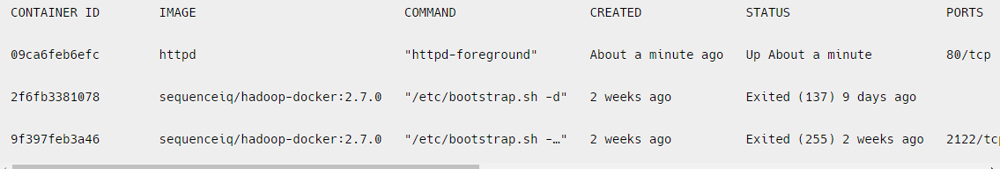 CONTAINER ID IMAGE COMMAND CREATED STATUS PORTS
09ca6feb6efc httpd "httpd-foreground" About a minute ago Up About a minute 80/tcp
2f6fb3381078 sequenceiq/hadoop-docker:2.7.0 "/etc/bootstrap.sh -d" 2 weeks ago Exited (137) 9 days ago
9f397feb3a46 sequenceiq/hadoop-docker:2.7.0 "/etc/bootstrap.sh -…" 2 weeks ago Exited (255) 2 weeks ago 2122/tcp